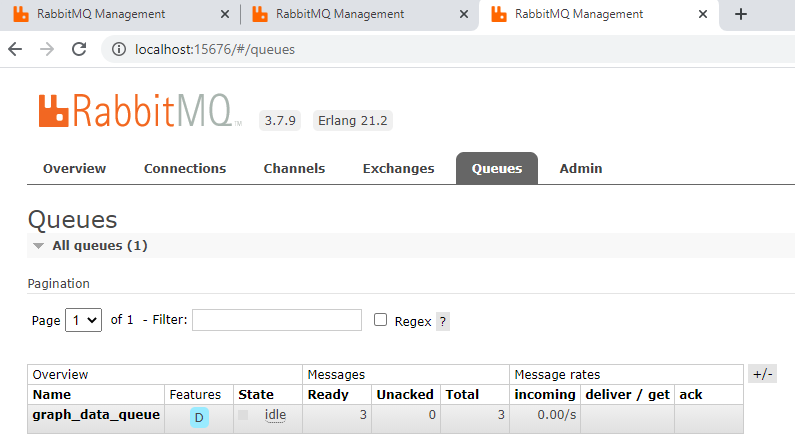 RabbitMQ Management RabbitMQ Management RabbitMQ Management
localhost:15676/#/queues
RabbitMQ TM 3.7.9 Erlang 21.2
Overview Connections Channels Exchanges Queues Admin
Queues
All queues (1)
Pagination
Page 1 of 1 - Filter: Regex ?
Overview Messages Message rates +/-
Name Features State Ready Unacked Total incoming deliver / get ack
graph_data_queue D idle 3 0 3 0.00/s